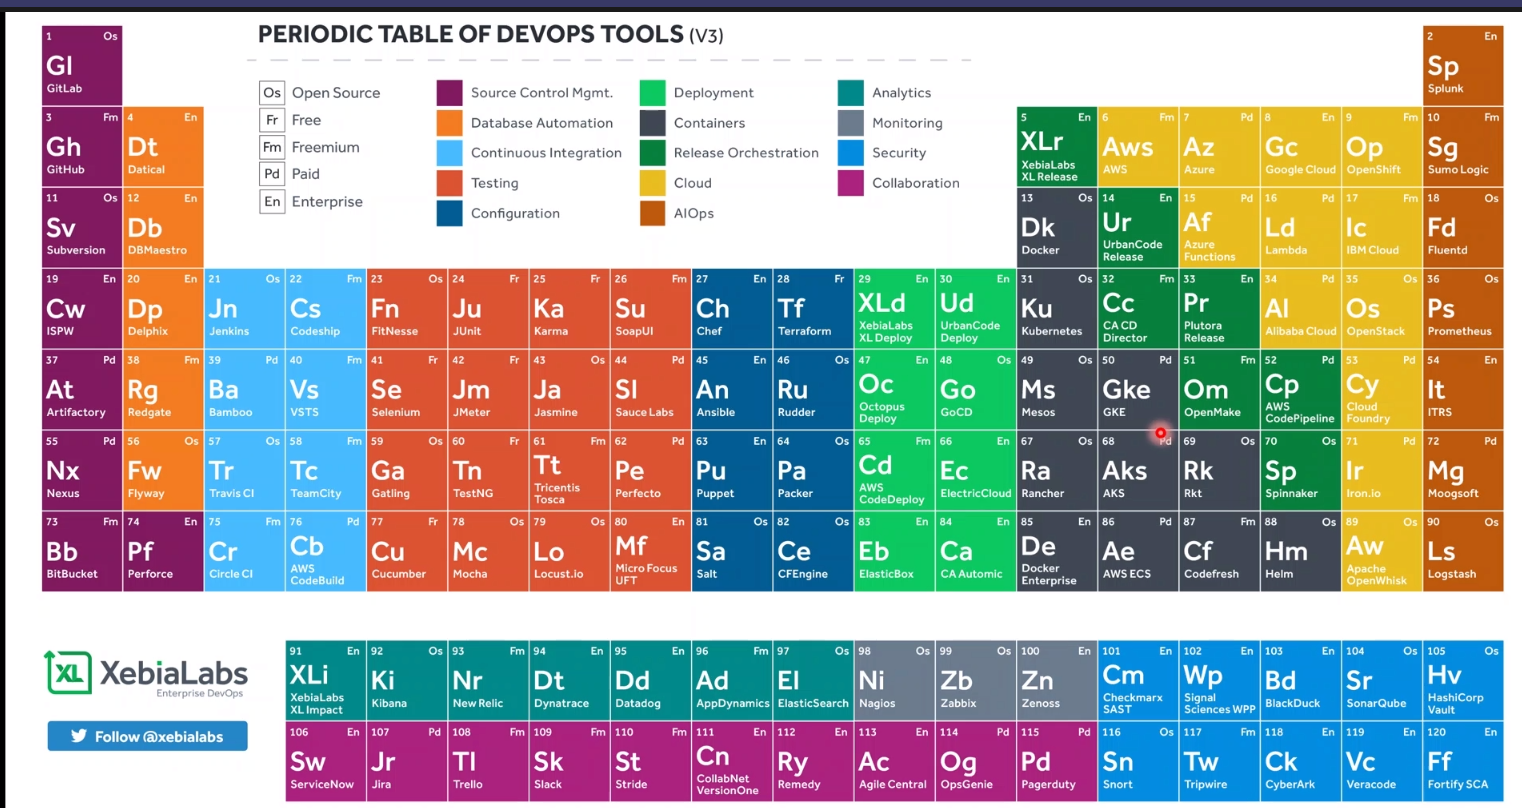 PERIODIC TABLE OF DEVOPS TOOLS (V3)
Os Open Source
Fr Free
Fm Freemium
Pd Paid
En Enterprise
Source Control Mgmt.
Database Automation
Continuous Integration
Testing
Configuration
Deployment
Containers
Release Orchestration
Cloud
AIOps
Analytics
Monitoring
Security
Collaboration
1 Os
Gl
GitLab
2 En
Sp
Splunk
3 Fm
Gh
GitHub
4 En
Dt
Datical
5 En
XLr
XebiaLabs
XL Release
6 Fm
Aws
AWS
7 Pd
Az
Azure
8 En
Gc
Google Cloud
9 Fm
Op
OpenShift
10 Fm
Sg
Sumo Logic
11 Os
Sv
Subversion
12 En
Db
DBMaestro
13 Os
Dk
Docker
14 En
Ur
UrbanCode
Release
15 Pd
Af
Azure
Functions
16 Pd
Ld
Lambda
17 Fm
Ic
IBM Cloud
18 Os
Fd
Fluentd
19 En
Cw
ISPW
20 En
Dp
Delphix
21 Os
Jn
Jenkins
22 Fm
Cs
Codeship
23 Os
Fn
FitNesse
24 Fr
Ju
JUnit
25 Fr
Ka
Karma
26 Fm
Su
SoapUI
27 En
Ch
Chef
28 Fr
Tf
Terraform
29 En
XLd
XebiaLabs
XL Deploy
30 En
Ud
UrbanCode
Deploy
31 Os
Ku
Kubernetes
32 Fm
Cc
CA CD
Director
33 En
Pr
Plutora
Release
34 Pd
Al
Alibaba Cloud
35 Os
Os
OpenStack
36 Os
Ps
Prometheus
37 Pd
At
Artifactory
38 Fm
Rg
Redgate
39 Pd
Ba
Bamboo
40 Fm
Vs
VSTS
41 Fr
Se
Selenium
42 Fr
Jm
JMeter
43 Os
Ja
Jasmine
44 Pd
Sl
Sauce Labs
45 En
An
Ansible
46 Os
Ru
Rudder
47 En
Oc
Octopus
Deploy
48 Os
Go
GoCD
49 Os
Ms
Mesos
50 Pd
Gke
GKE
51 Fm
Om
OpenMake
52 Pd
Cp
AWS
CodePipeline
53 Pd
Cy
Cloud
Foundry
54 En
It
ITRS
55 Pd
Nx
Nexus
56 Os
Fw
Flyway
57 Os
Tr
Travis CI
58 Fm
Tc
TeamCity
59 Os
Ga
Gatling
60 Fr
Tn
TestNG
61 Fm
Tt
Tricentis
Tosca
62 Pd
Pe
Perfecto
63 En
Pu
Puppet
64 Os
Pa
Packer
65 Fm
Cd
AWS
CodeDeploy
66 En
Ec
ElectricCloud
67 Os
Ra
Rancher
68 Pd
Aks
AKS
69 Os
Rk
Rkt
70 Os
Sp
Spinnaker
71 Pd
Ir
Iron.io
72 Pd
Mg
Moogsoft
73 Fm
Bb
BitBucket
74 En
Pf
Perforce
75 Fm
Cr
Circle CI
76 Pd
Cb
AWS
CodeBuild
77 Fr
Cu
Cucumber
78 Os
Mc
Mocha
79 Os
Lo
Locust.io
80 En
Mf
Micro Focus
UFT
81 Os
Sa
Salt
82 Os
Ce
CFEngine
83 En
Eb
ElasticBox
84 En
Ca
CA Automic
85 En
De
Docker
Enterprise
86 Pd
Ae
AWS ECS
87 Fm
Cf
Codefresh
88 Os
Hm
Helm
89 Os
Aw
Apache
OpenWhisk
90 Os
Ls
Logstash
XL XebiaLabs
Enterprise DevOps
Follow @xebialabs
91 En
XLi
XebiaLabs
XL Impact
92 Os
Ki
Kibana
93 Fm
Nr
New Relic
94 En
Dt
Dynatrace
95 En
Dd
Datadog
96 Fm
Ad
AppDynamics
97 Os
El
ElasticSearch
98 Os
Ni
Nagios
99 Os
Zb
Zabbix
100 En
Zn
Zenoss
101 En
Cm
Checkmarx
SAST
102 En
Wp
Signal
Sciences WPP
103 En
Bd
BlackDuck
104 Os
Sr
SonarQube
105 Os
Hv
HashiCorp
Vault
106 En
Sw
ServiceNow
107 Pd
Jr
Jira
108 Fm
Tl
Trello
109 Fm
Sk
Slack
110 Fm
St
Stride
111 En
Cn
CollabNet
VersionOne
112 En
Ry
Remedy
113 En
Ac
Agile Central
114 Pd
Og
OpsGenie
115 Pd
Pd
Pagerduty
116 Os
Sn
Snort
117 Fm
Tw
Tripwire
118 En
Ck
CyberArk
119 En
Vc
Veracode
120 En
Ff
Fortify SCA